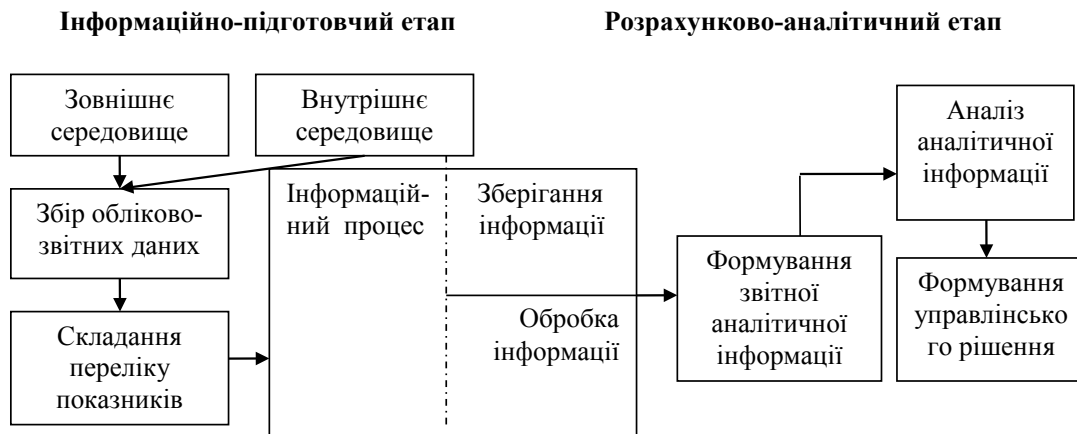 Інформаційно-підготовчий етап
Розрахунково-аналітичний етап
Зовнішнє
середовище
Внутрішнє
середовище
Збір обліково-
звітних даних
Складання
переліку
показників
Інформацій-
ний процес
Зберігання
інформації
Обробка
інформації
Формування
звітної
аналітичної
інформації
Аналіз
аналітичної
інформації
Формування
управлінсько
го рішення